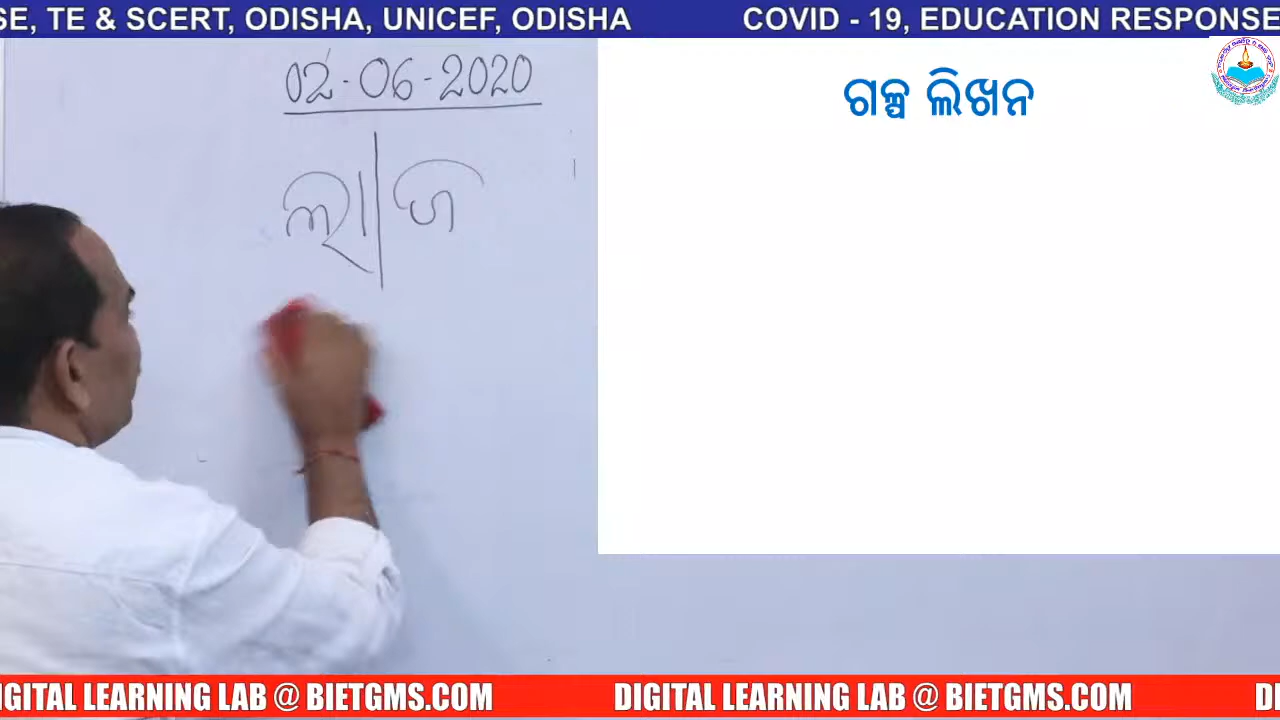 SE, TE & SCERT, ODISHA, UNICEF, ODISHA COVID - 19, EDUCATION RESPONSE
02-06-2020
ଗଳ୍ପ ଲିଖନ
ଲା|ଜ
DIGITAL LEARNING LAB @ BIETGMS.COM DIGITAL LEARNING LAB @ BIETGMS.COM